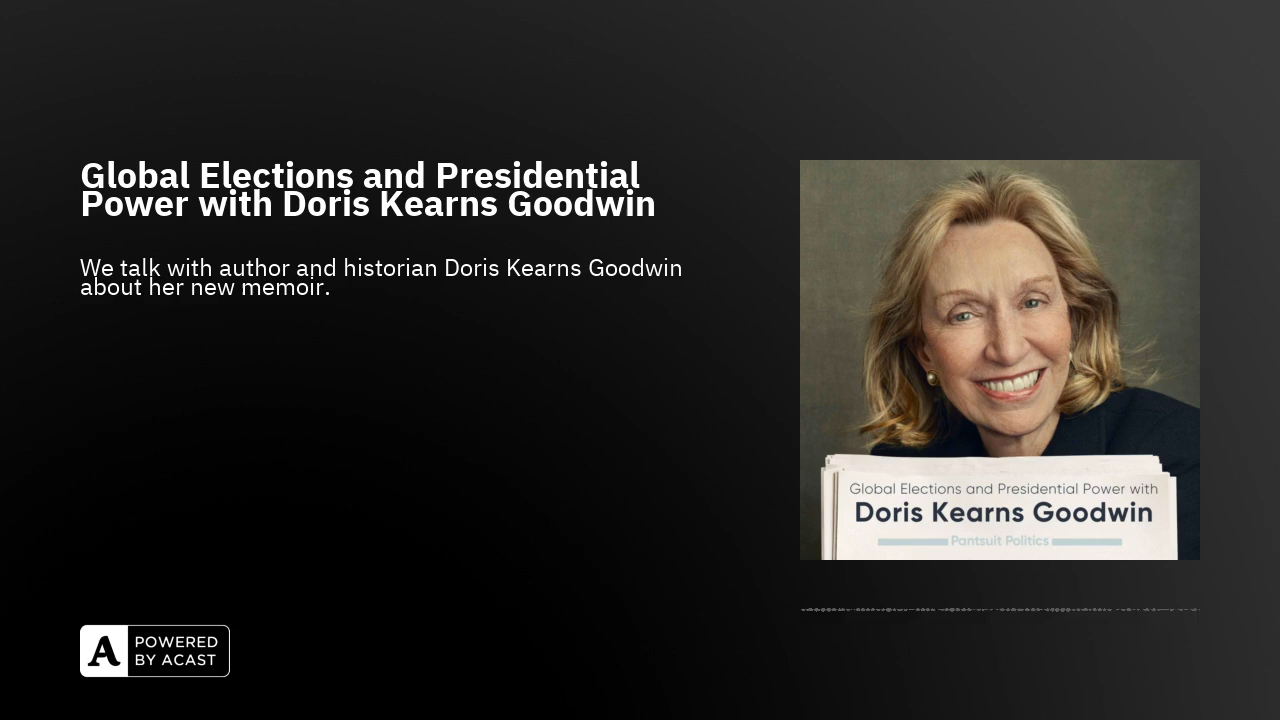 Global Elections and Presidential
Power with Doris Kearns Goodwin
We talk with author and historian Doris Kearns Goodwin
about her new memoir.
Global Elections and Presidential Power with
Doris Kearns Goodwin
Pantsuit Politics
A
POWERED
BY ACAST